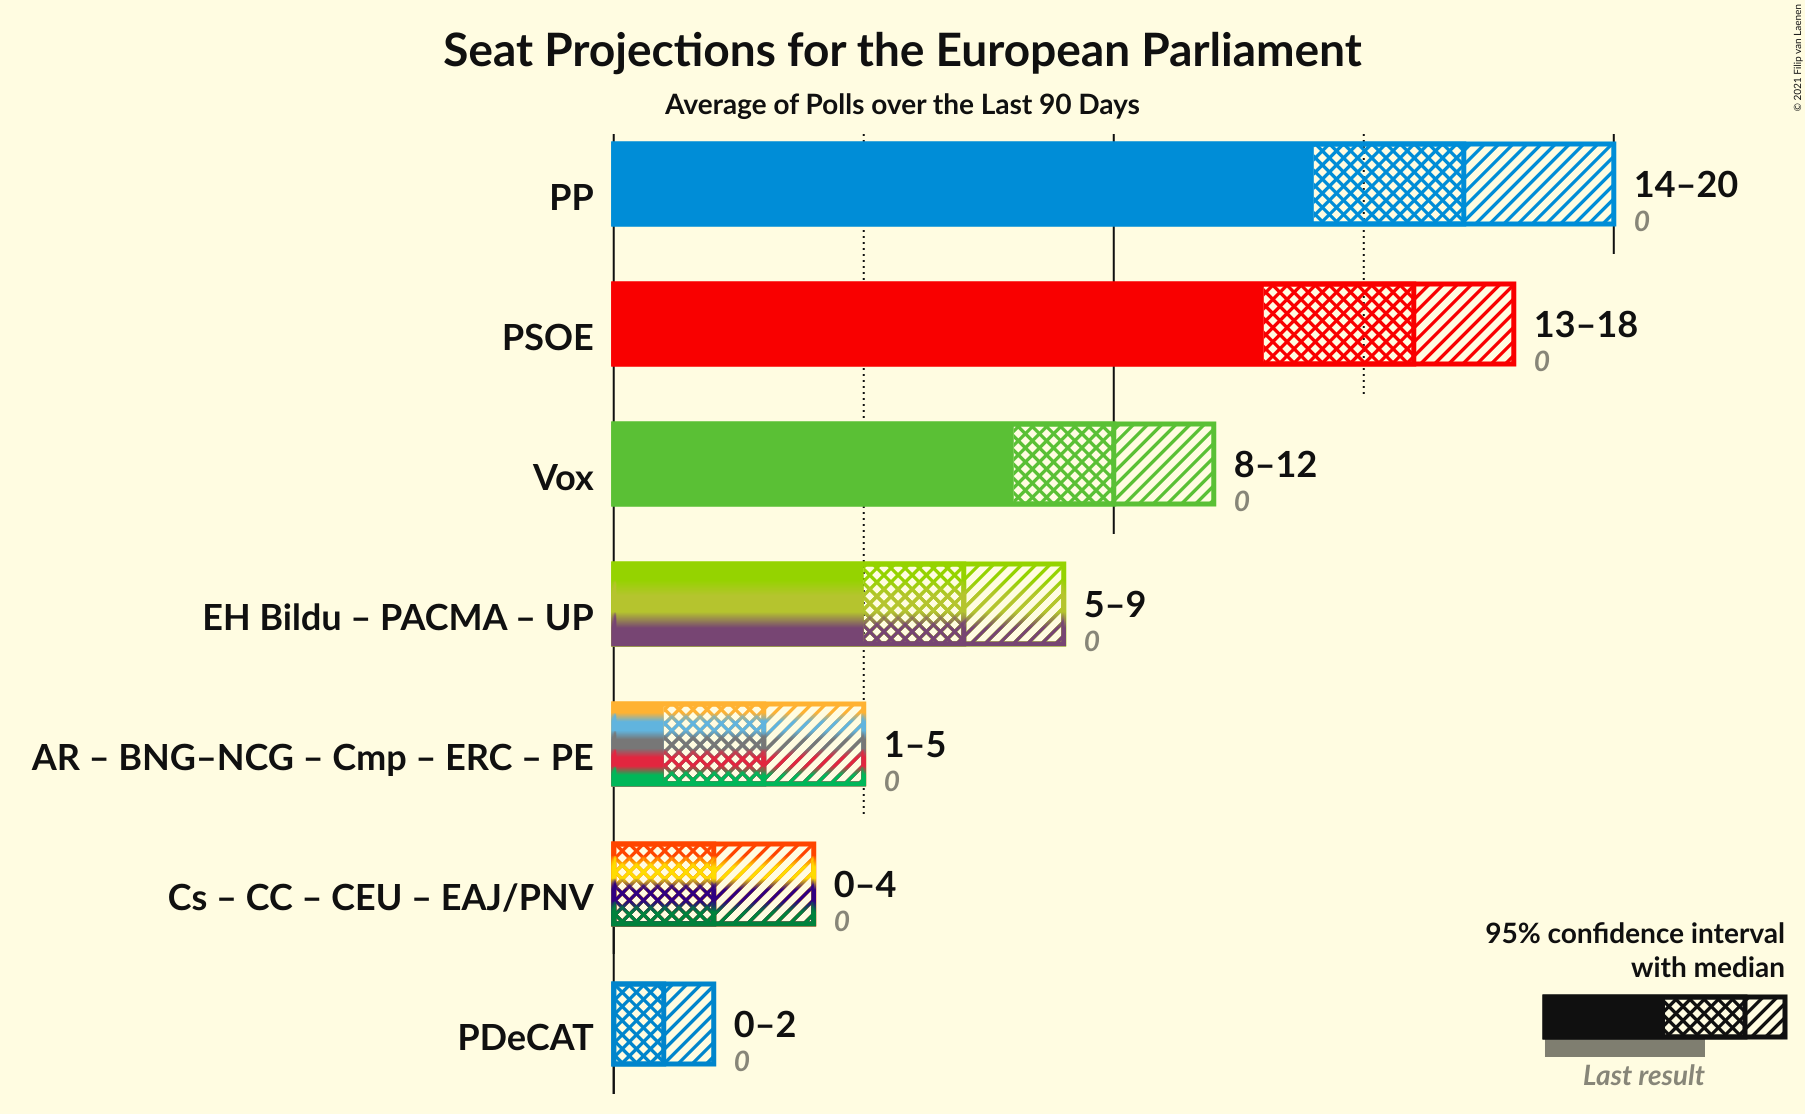 Seat Projections for the European Parliament
Average of Polls over the Last 90 Days
© 2021 Filip van Laenen
PP
14–20
0
PSOE
13–18
0
Vox
8–12
0
EH Bildu – PACMA – UP
5–9
0
AR – BNG–NCG – Cmp – ERC – PE
1–5
0
Cs – CC – CEU – EAJ/PNV
0–4
0
PDeCAT
0–2
0
95% confidence interval
with median
Last result